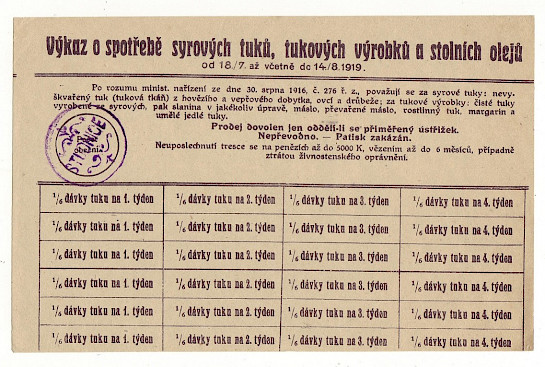 Výkaz o spotřebě syrových tuků, tukových výrobků a stolních olejů
od 18./7. až včetně do 14./8. 1919.
Po rozumu minist. nařízení ze dne 30. srpna 1916, č. 276 ř. z., považují se za syrové tuky: nevy-
škvařený tuk (tuková tkáň) z hovězího a vepřového dobytka, ovcí a drůbeže; za tukové výrobky: čisté tuky
vyrobené ze syrových, pak slanina v jakékoliv úpravě, máslo, převařené máslo, rostlinný tuk, margarin a
umělé jedlé tuky.
Prodej dovolen jen oddělí-li se přiměřený ústřižek.
Nepřevodno. — Patisk zakázán.
Neuposlechnutí tresce se na penězích až do 5000 K, vězením až do 6 měsíců, případně
ztrátou živnostenského oprávnění.
1/6 dávky tuku na 1. týden 1/6 dávky tuku na 2. týden 1/6 dávky tuku na 3. týden 1/6 dávky tuku na 4. týden
1/6 dávky tuku na 1. týden 1/6 dávky tuku na 2. týden 1/6 dávky tuku na 3. týden 1/6 dávky tuku na 4. týden
1/6 dávky tuku na 1. týden 1/6 dávky tuku na 2. týden 1/6 dávky tuku na 3. týden 1/6 dávky tuku na 4. týden
1/6 dávky tuku na 1. týden 1/6 dávky tuku na 2. týden 1/6 dávky tuku na 3. týden 1/6 dávky tuku na 4. týden
1/6 dávky tuku na 1. týden 1/6 dávky tuku na 2. týden 1/6 dávky tuku na 3. týden 1/6 dávky tuku na 4. týden
1/6 dávky tuku na 1. týden 1/6 dávky tuku na 2. týden 1/6 dávky tuku na 3. týden 1/6 dávky tuku na 4. týden